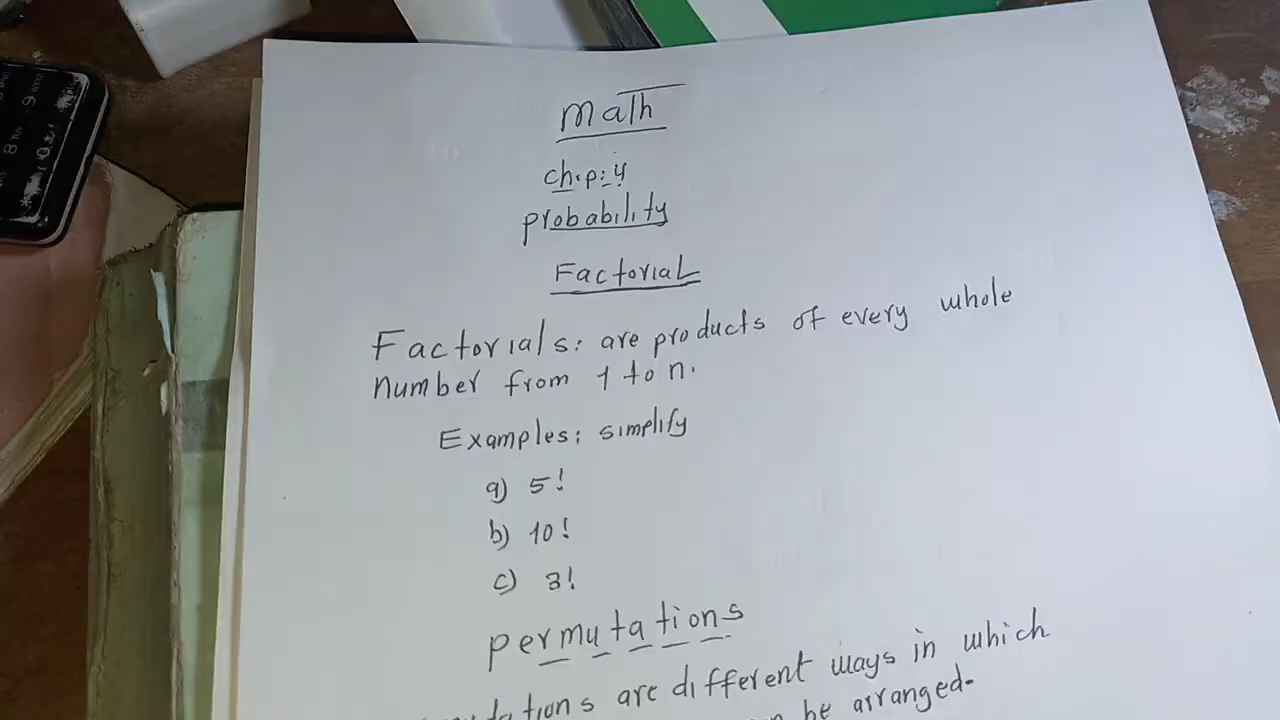 Math
chp:4
probability
Factorial
Factorials: are products of every whole
number from 1 to n.
Examples: simplify
a) 5!
b) 10!
c) 3!
permutations
are different ways in which
be arranged.